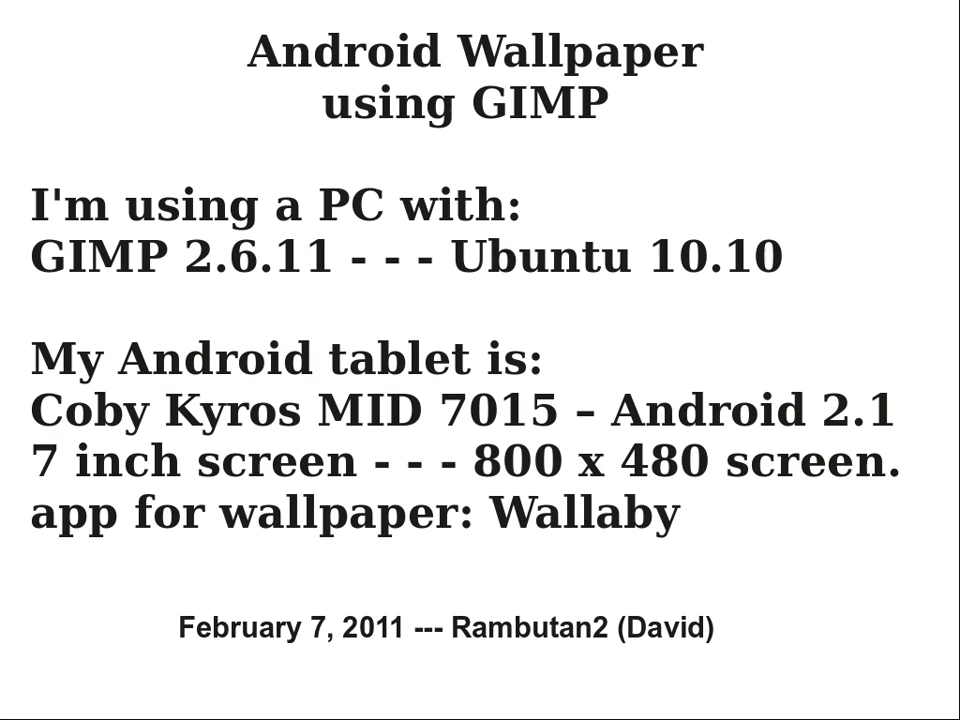 Android Wallpaper
using GIMP
I'm using a PC with:
GIMP 2.6.11 - - - Ubuntu 10.10
My Android tablet is:
Coby Kyros MID 7015 – Android 2.1
7 inch screen - - - 800 x 480 screen.
app for wallpaper: Wallaby
February 7, 2011 --- Rambutan2 (David)